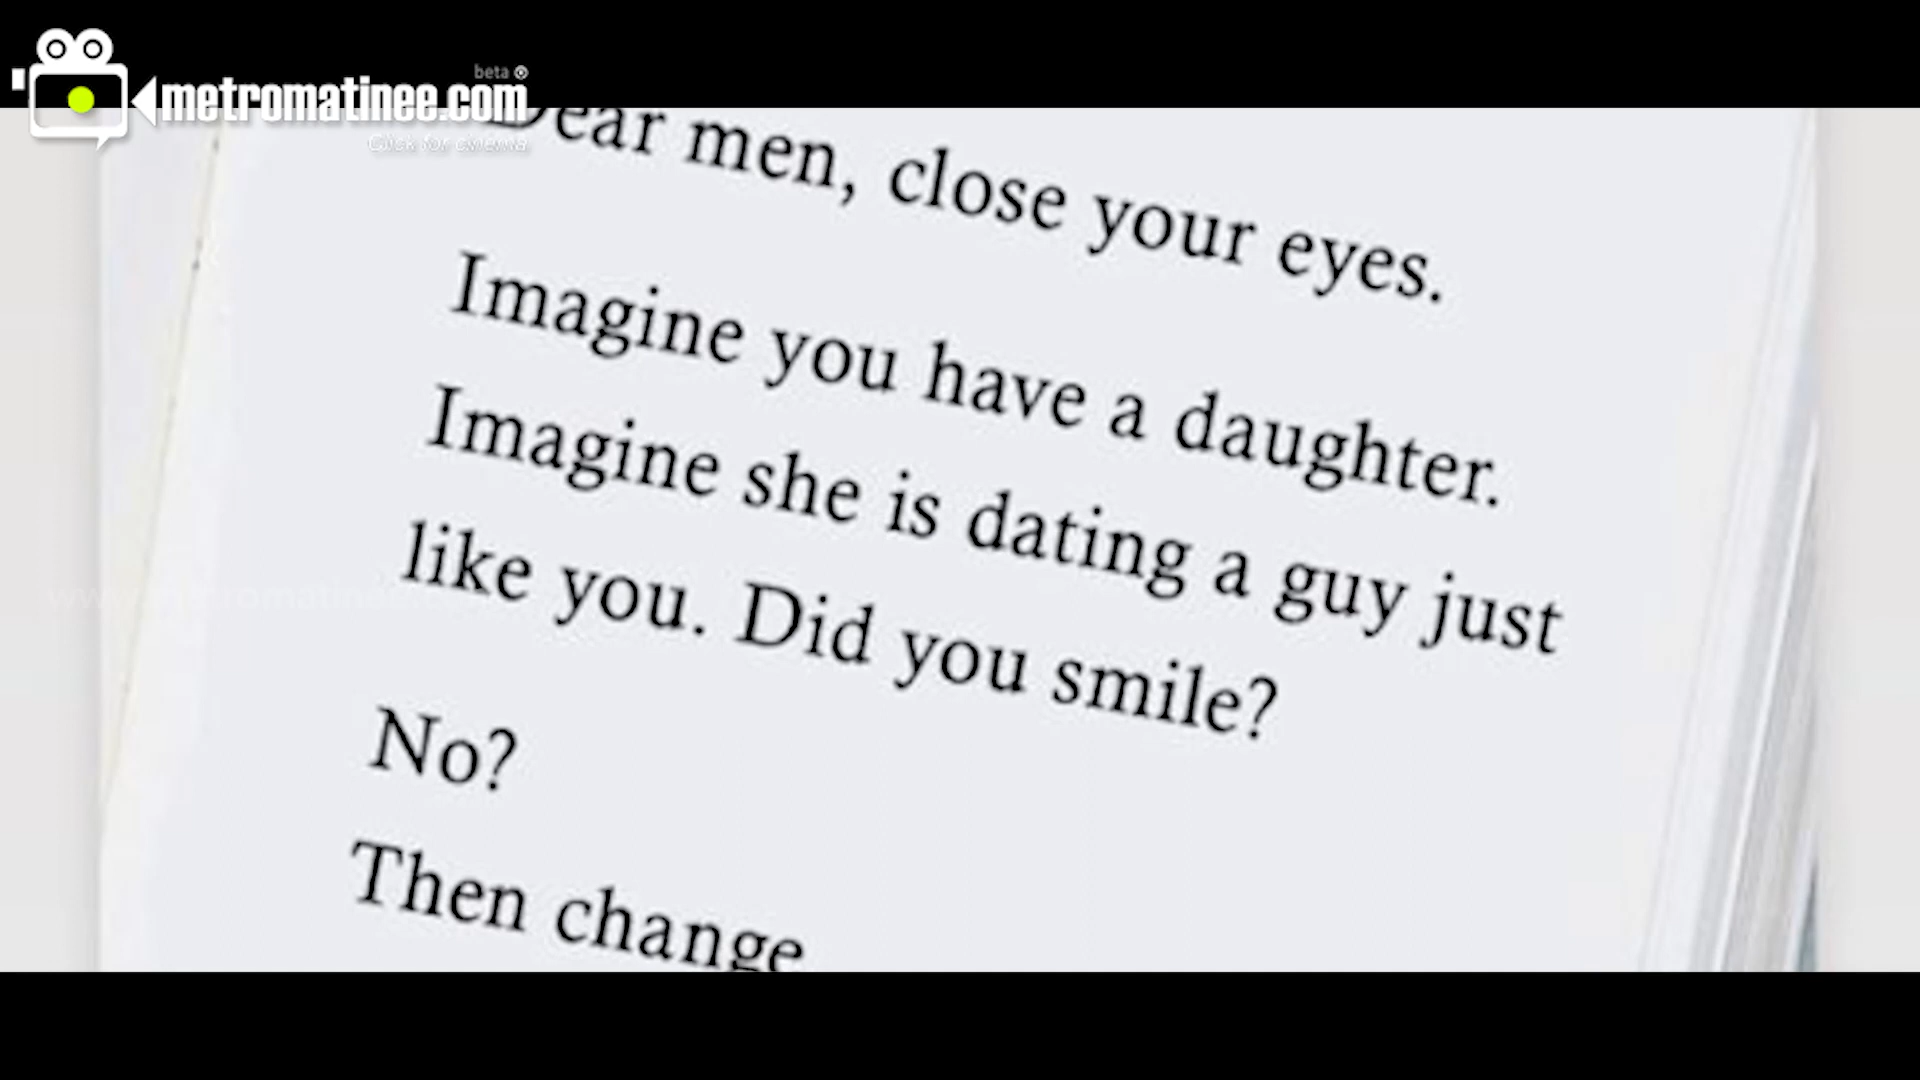 beta
metromatinee.com
Click for cinema
Dear men, close your eyes.
Imagine you have a daughter.
Imagine she is dating a guy just
like you. Did you smile?
No?
Then change